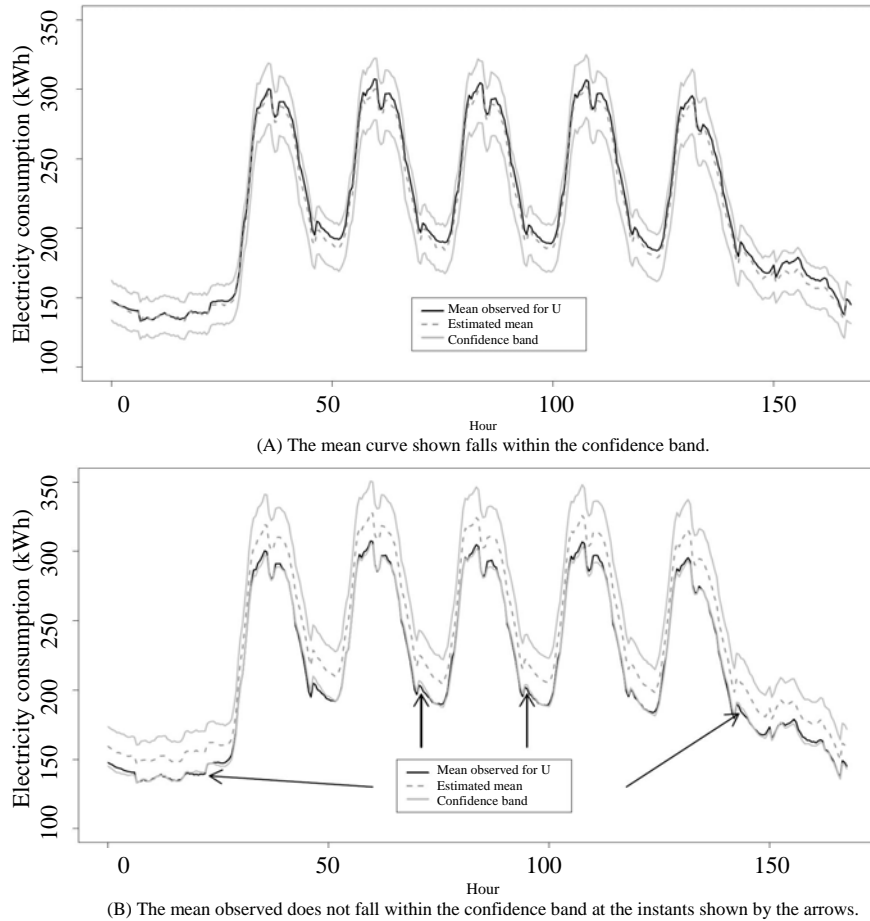 350
300
250
200
150
100
Electricity consumption (kWh)
Mean observed for U
Estimated mean
Confidence band
0
50
100
150
Hour
(A) The mean curve shown falls within the confidence band.
350
300
250
200
150
100
Electricity consumption (kWh)
Mean observed for U
Estimated mean
Confidence band
0
50
100
150
Hour
(B) The mean observed does not fall within the confidence band at the instants shown by the arrows.